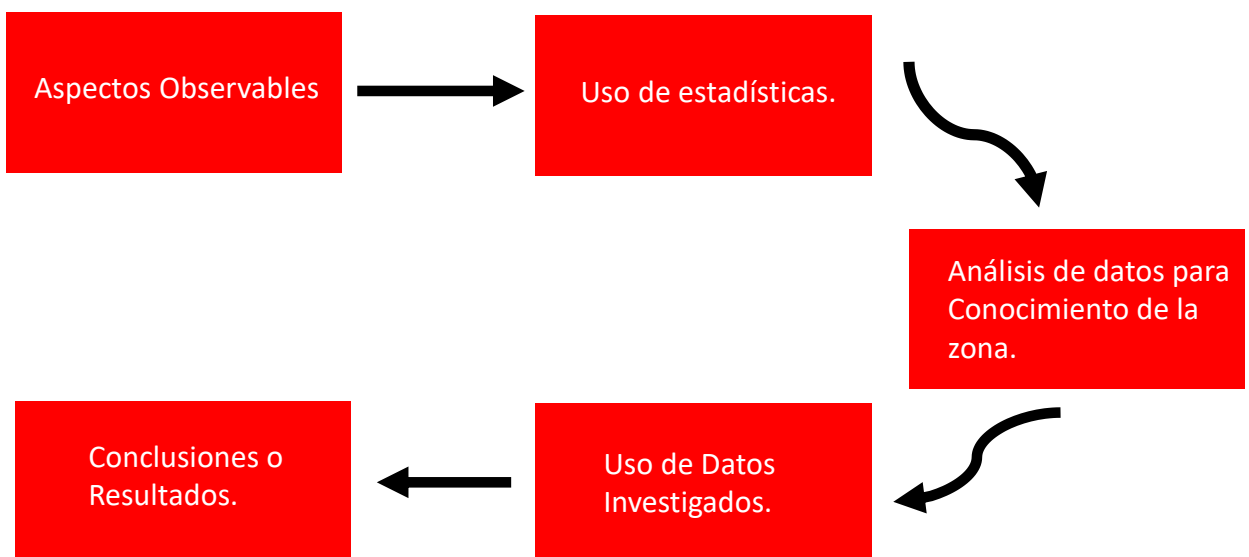 Aspectos Observables
Uso de estadísticas.
Análisis de datos para
Conocimiento de la
zona.
Uso de Datos
Investigados.
Conclusiones o
Resultados.